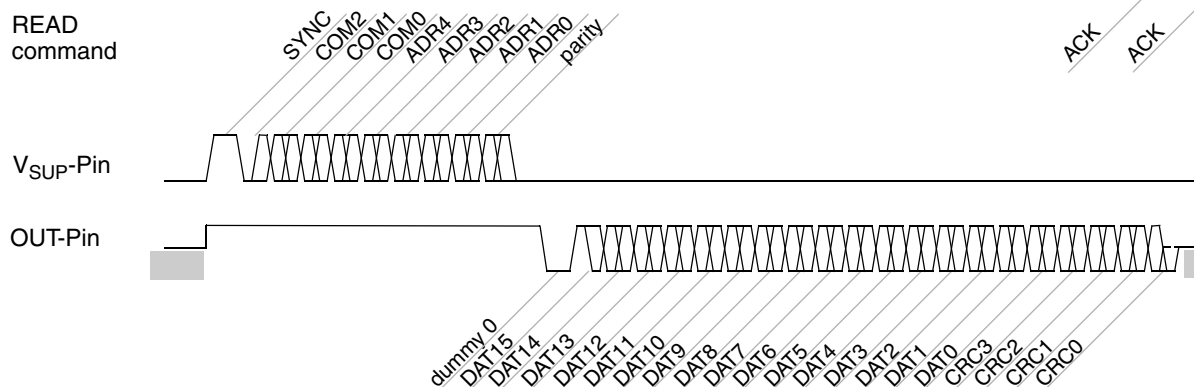 READ
command
SYNC
COM2
COM1
COM0
ADR4
ADR3
ADR2
ADR1
ADR0
parity
ACK
ACK
VSUP-Pin
OUT-Pin
dummy 0
DAT15
DAT14
DAT13
DAT12
DAT11
DAT10
DAT9
DAT8
DAT7
DAT6
DAT5
DAT4
DAT3
DAT2
DAT1
DAT0
CRC3
CRC2
CRC1
CRC0